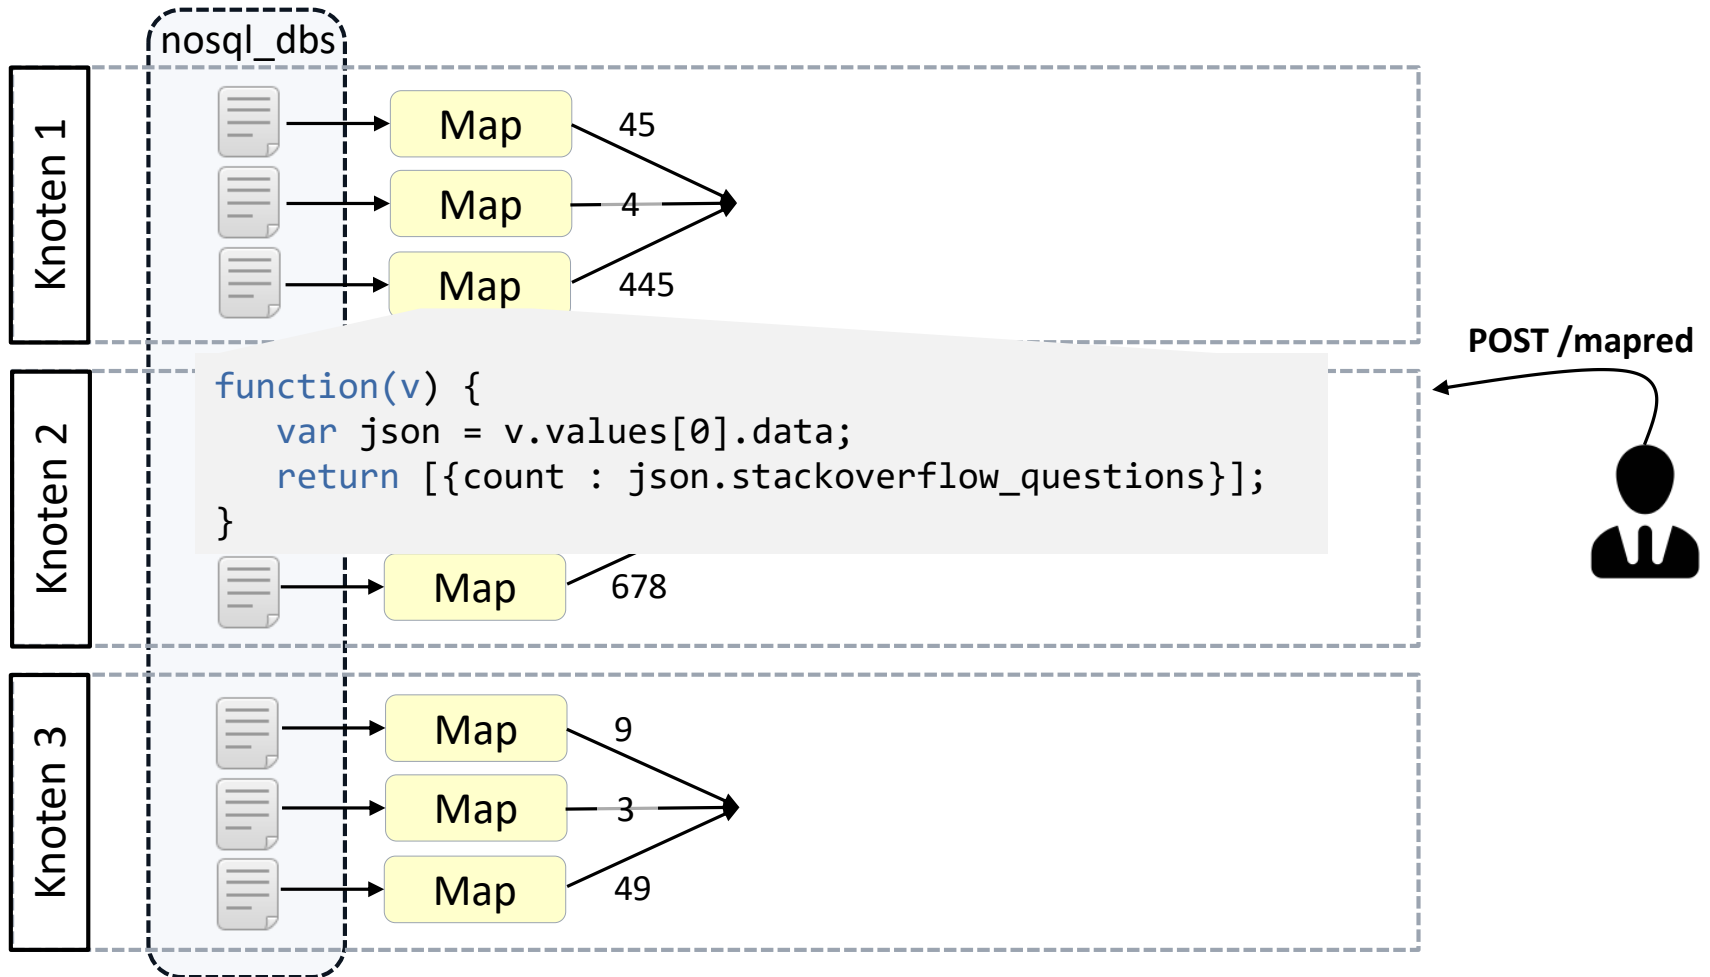 nosql_dbs
Knoten 1
Map
45
Map
4
Map
445
POST /mapred
Knoten 2
function(v) {
   var json = v.values[0].data;
   return [{count : json.stackoverflow_questions}];
}
Map
678
Knoten 3
Map
9
Map
3
Map
49